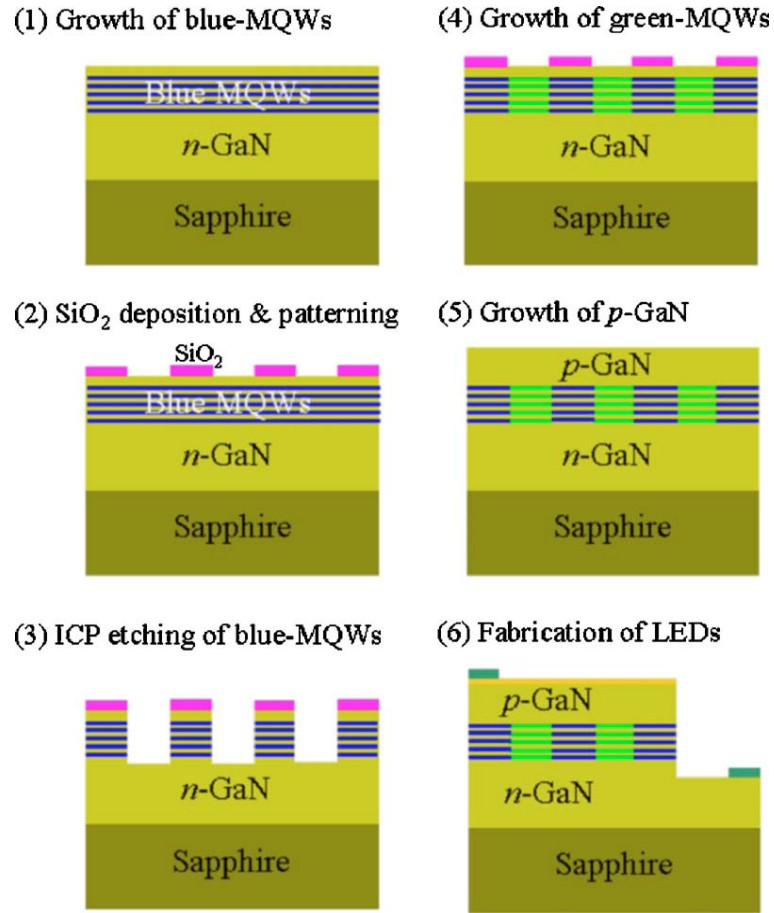 (1) Growth of blue-MQWs
Blue MQWs
n-GaN
Sapphire
(2) SiO₂ deposition & patterning
SiO₂
Blue MQWs
n-GaN
Sapphire
(3) ICP etching of blue-MQWs
n-GaN
Sapphire
(4) Growth of green-MQWs
n-GaN
Sapphire
(5) Growth of p-GaN
p-GaN
n-GaN
Sapphire
(6) Fabrication of LEDs
p-GaN
n-GaN
Sapphire